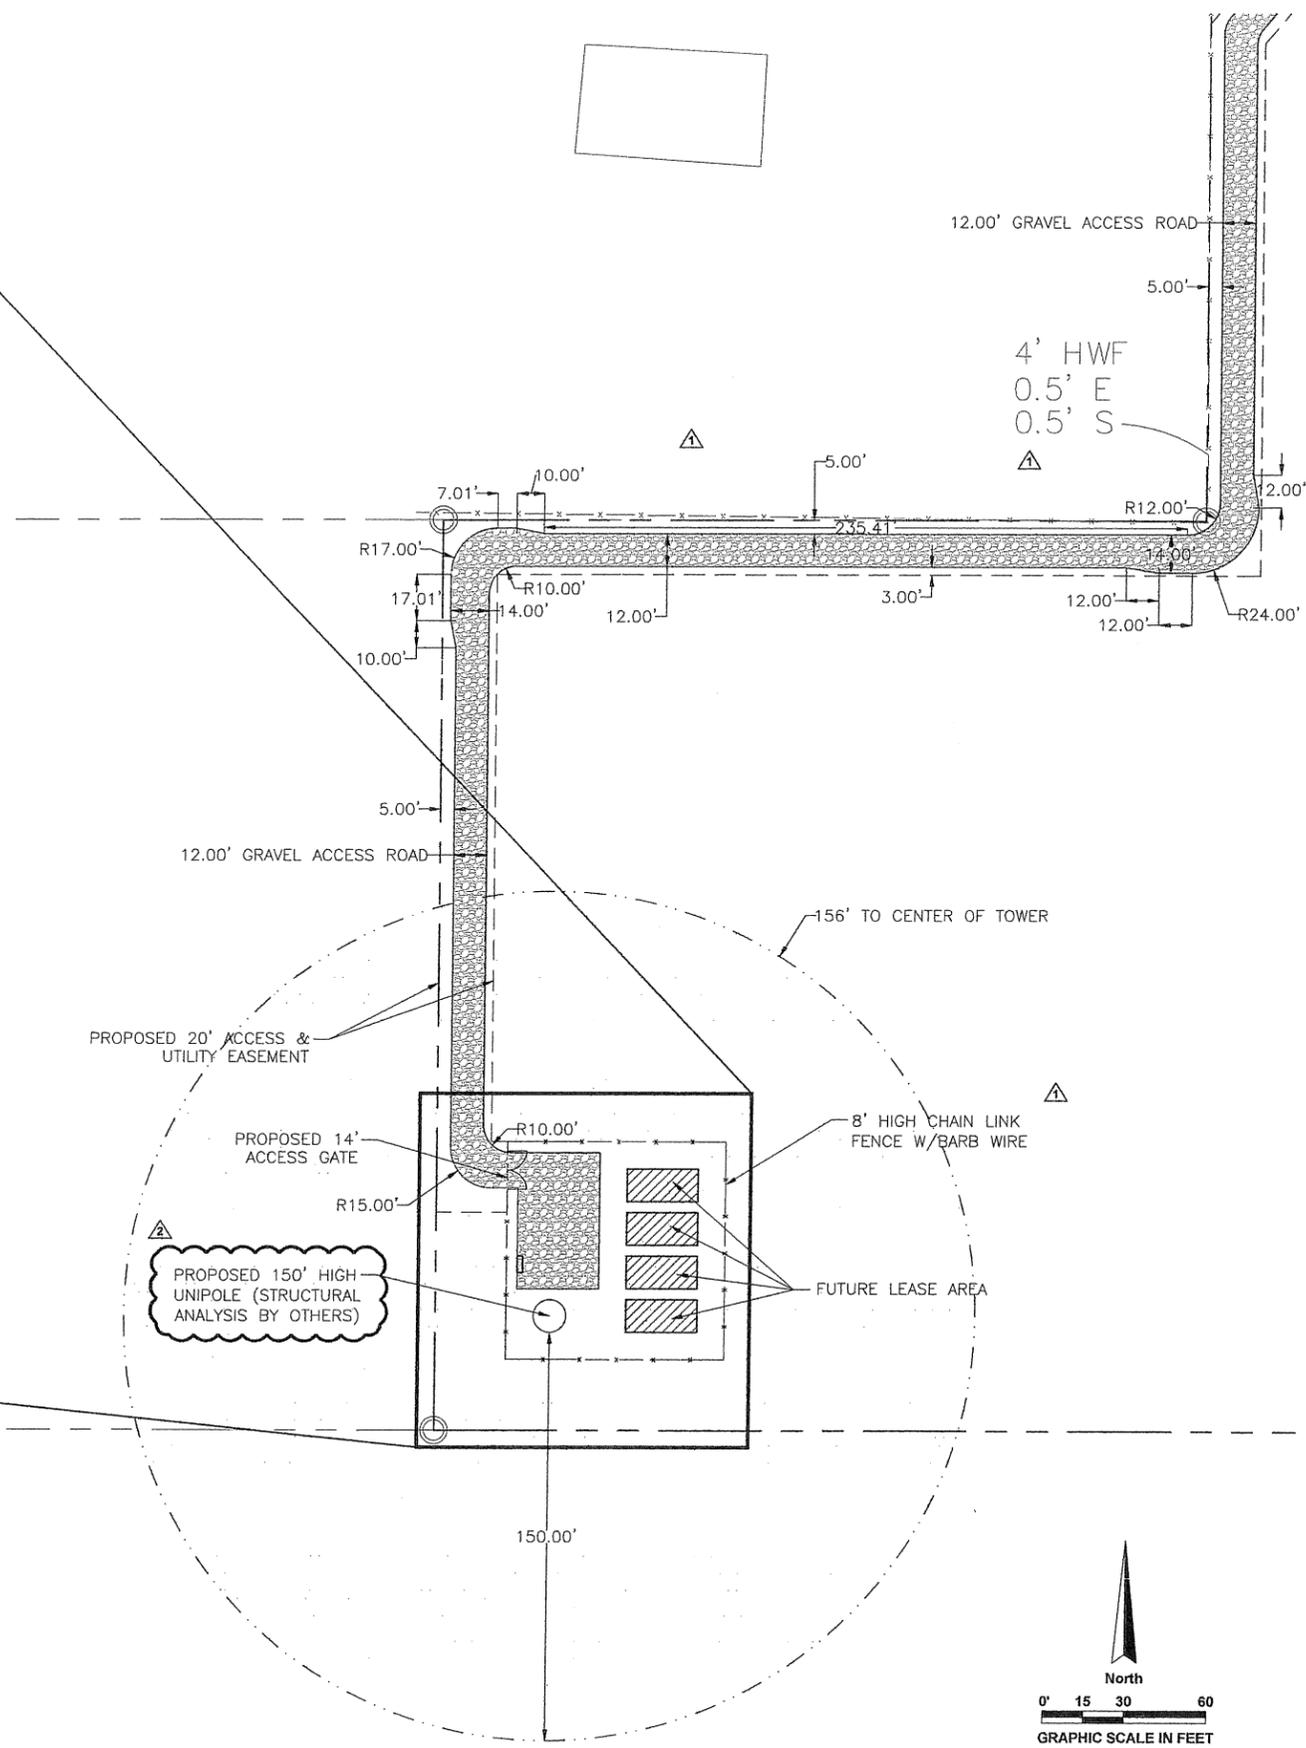 12.00' GRAVEL ACCESS ROAD
5.00'
4' HWF
0.5' E
0.5' S
1
1
5.00'
10.00'
7.01'
12.00'
R12.00'
235.41
R17.00'
14.00'
17.01'
R10.00'
14.00'
12.00'
3.00'
12.00'
12.00'
R24.00'
10.00'
5.00'
12.00' GRAVEL ACCESS ROAD
156' TO CENTER OF TOWER
PROPOSED 20' ACCESS &
UTILITY EASEMENT
1
8' HIGH CHAIN LINK
FENCE W/BARB WIRE
R10.00'
PROPOSED 14'
ACCESS GATE
R15.00'
2
PROPOSED 150' HIGH
UNIPOLE (STRUCTURAL
ANALYSIS BY OTHERS)
FUTURE LEASE AREA
150.00'
North
0' 15 30 60
GRAPHIC SCALE IN FEET